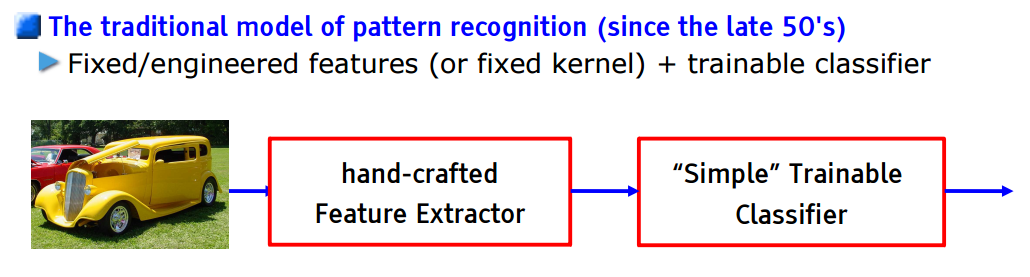 The traditional model of pattern recognition (since the late 50's)
Fixed/engineered features (or fixed kernel) + trainable classifier
hand-crafted
Feature Extractor
“Simple” Trainable
Classifier